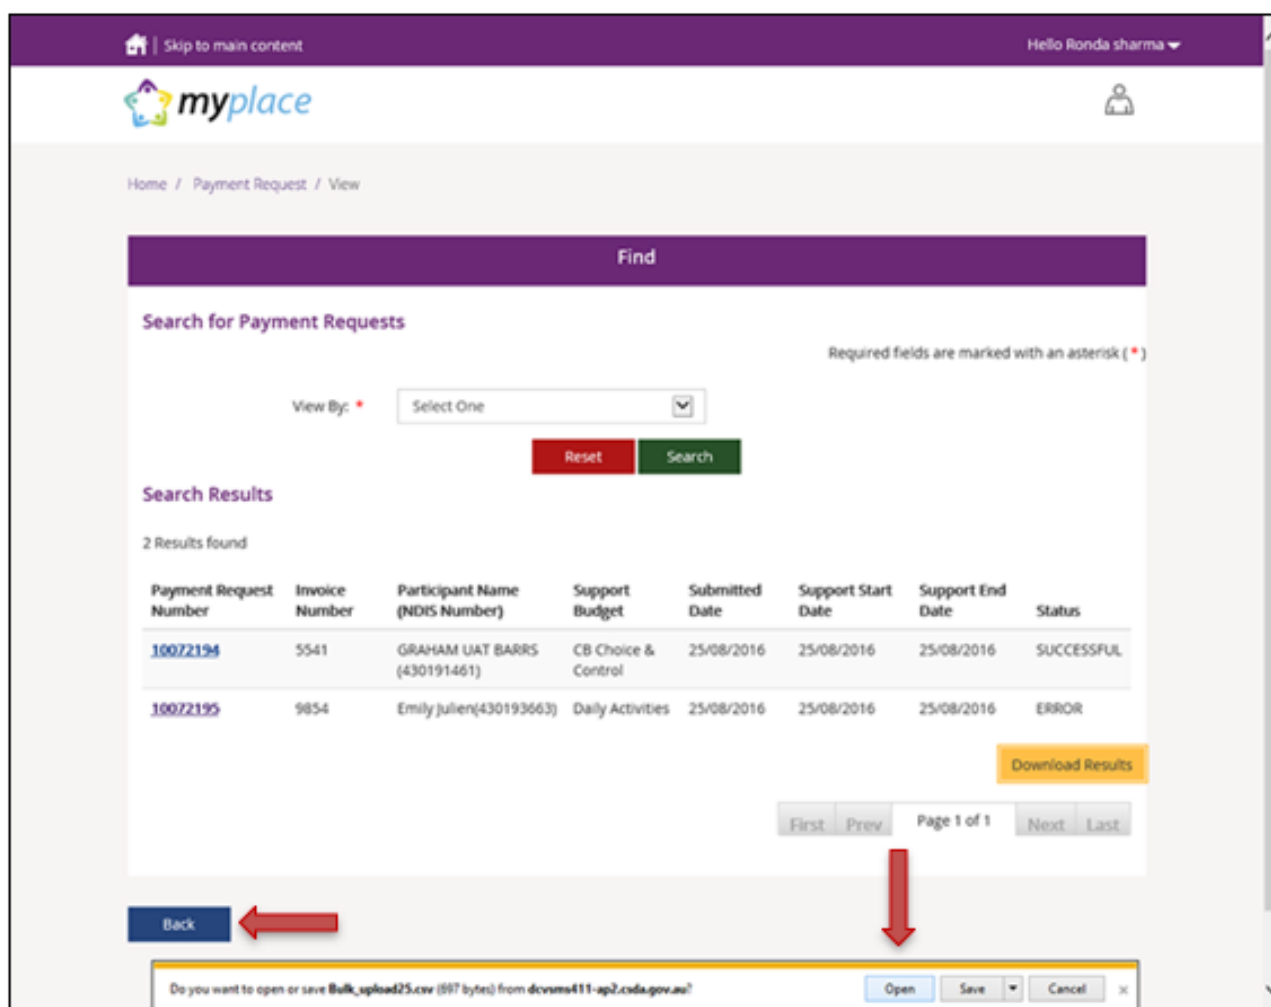 Skip to main content
Hello Ronda sharma
myplace
Home / Payment Request / View
Find
Search for Payment Requests
Required fields are marked with an asterisk (*)
View By: * Select One
Reset Search
Search Results
2 Results found
Payment Request Number Invoice Number Participant Name (NDIS Number) Support Budget Submitted Date Support Start Date Support End Date Status
10072194 5541 GRAHAM UAT BARRS (430191461) CB Choice & Control 25/08/2016 25/08/2016 25/08/2016 SUCCESSFUL
10072195 9854 Emily Julien(430193663) Daily Activities 25/08/2016 25/08/2016 25/08/2016 ERROR
Download Results
First Prev Page 1 of 1 Next Last
Back
Do you want to open or save Bulk_upload25.csv (697 bytes) from dcvsms411-ap2.csda.gov.au? Open Save Cancel ×